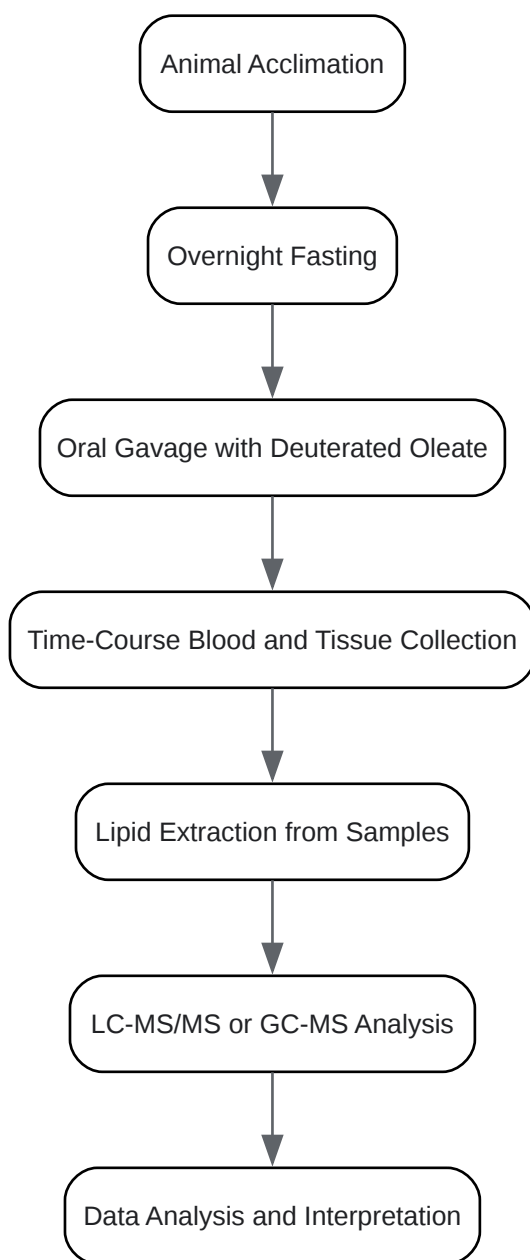 Animal Acclimation
Overnight Fasting
Oral Gavage with Deuterated Oleate
Time-Course Blood and Tissue Collection
Lipid Extraction from Samples
LC-MS/MS or GC-MS Analysis
Data Analysis and Interpretation